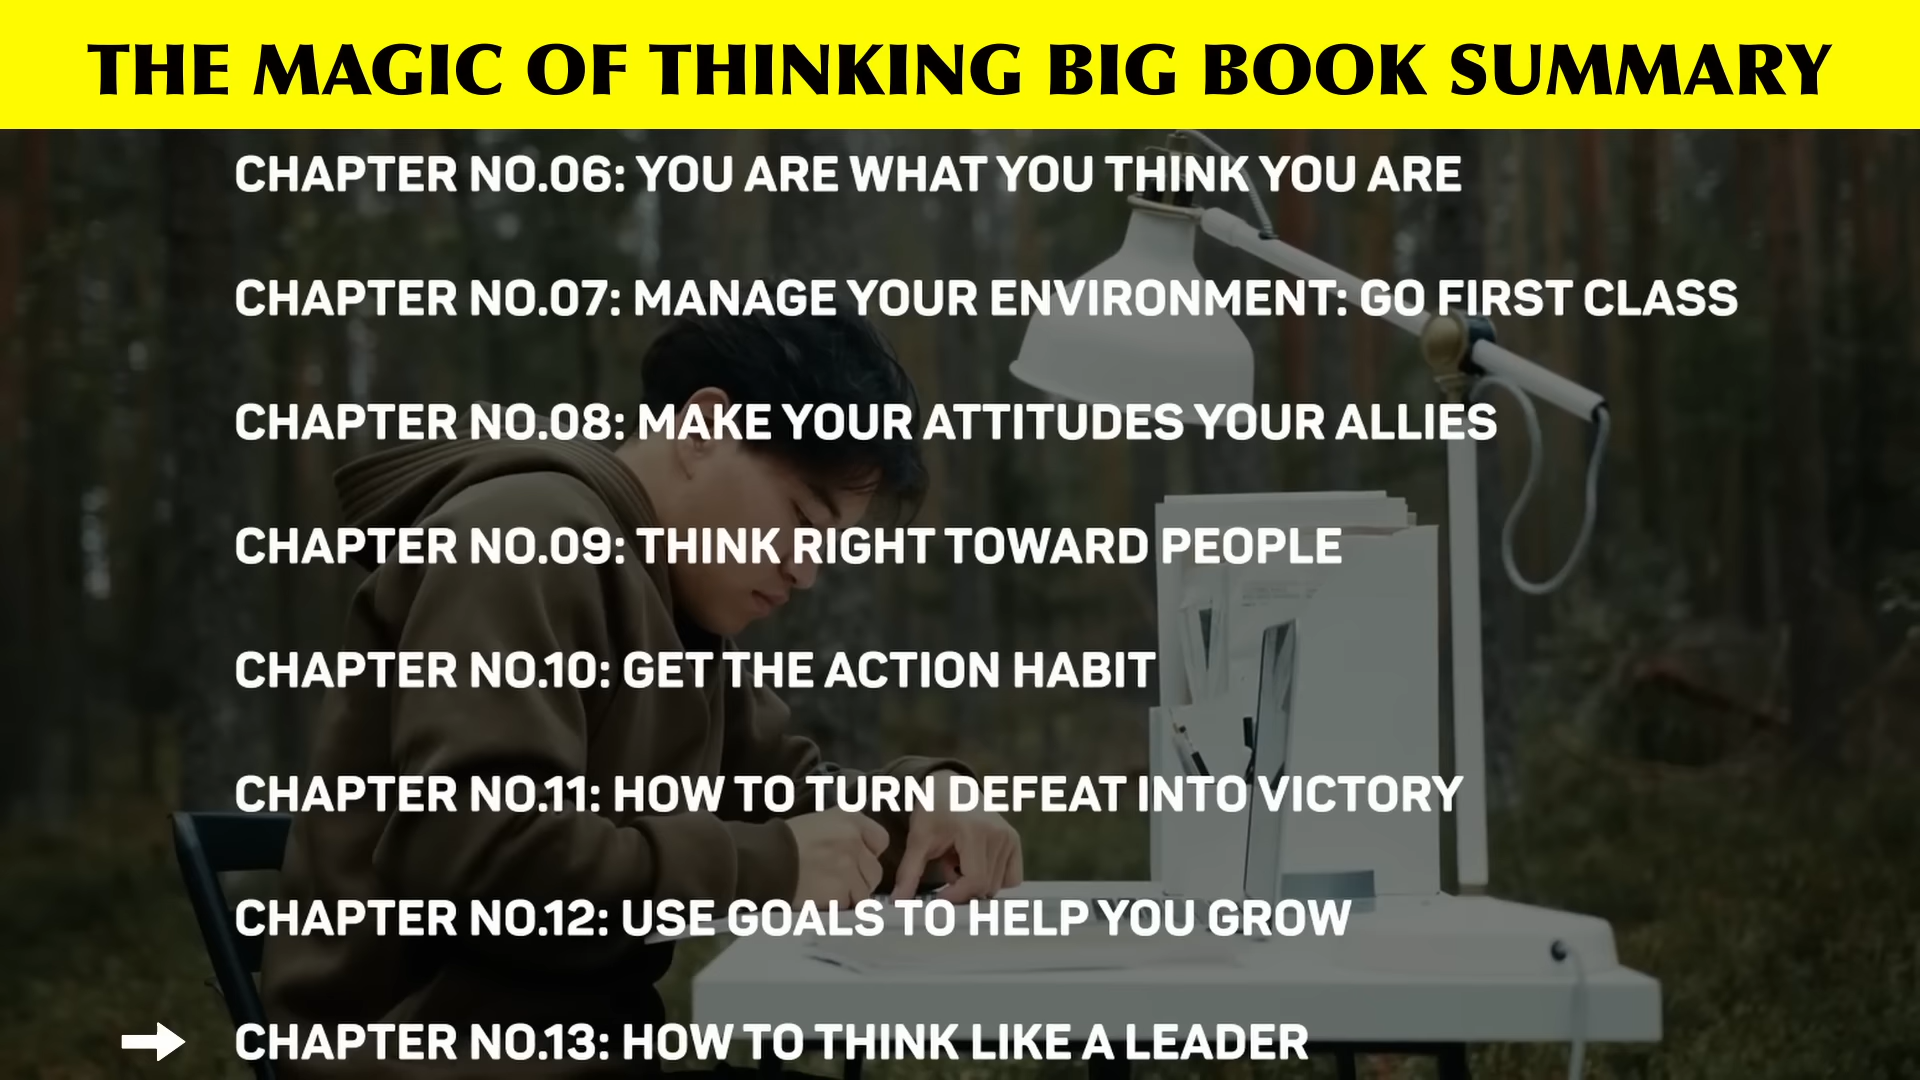 THE MAGIC OF THINKING BIG BOOK SUMMARY
CHAPTER NO.06: YOU ARE WHAT YOU THINK YOU ARE
CHAPTER NO.07: MANAGE YOUR ENVIRONMENT: GO FIRST CLASS
CHAPTER NO.08: MAKE YOUR ATTITUDES YOUR ALLIES
CHAPTER NO.09: THINK RIGHT TOWARD PEOPLE
CHAPTER NO.10: GET THE ACTION HABIT
CHAPTER NO.11: HOW TO TURN DEFEAT INTO VICTORY
CHAPTER NO.12: USE GOALS TO HELP YOU GROW
CHAPTER NO.13: HOW TO THINK LIKE A LEADER